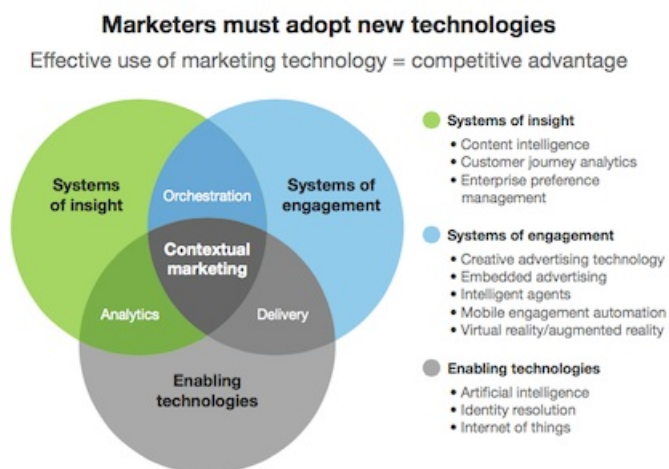 Marketers must adopt new technologies
Effective use of marketing technology = competitive advantage
Systems
of insight
Orchestration
Systems of
engagement
Contextual
marketing
Analytics
Delivery
Enabling
technologies
Systems of insight
• Content intelligence
• Customer journey analytics
• Enterprise preference
management
Systems of engagement
• Creative advertising technology
• Embedded advertising
• Intelligent agents
• Mobile engagement automation
• Virtual reality/augmented reality
Enabling technologies
• Artificial intelligence
• Identity resolution
• Internet of things